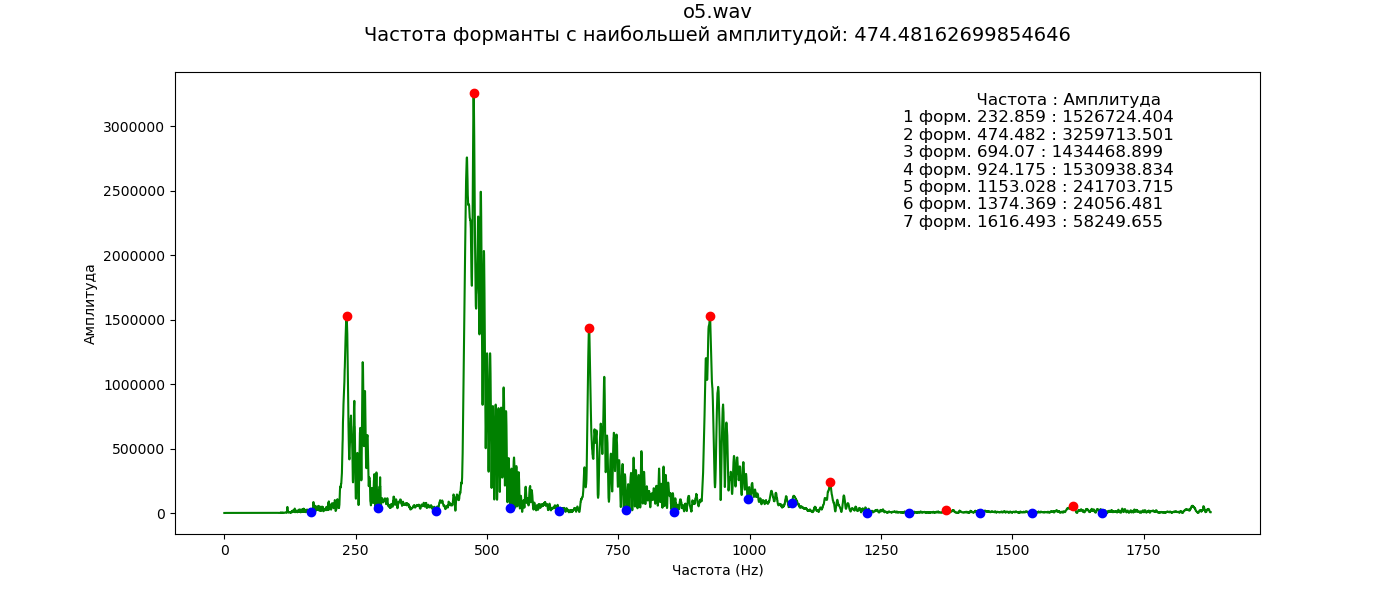 o5.wav
Частота форманты с наибольшей амплитудой: 474.48162699854646
Частота : Амплитуда
1 форм. 232.859 : 1526724.404
2 форм. 474.482 : 3259713.501
3 форм. 694.07 : 1434468.899
4 форм. 924.175 : 1530938.834
5 форм. 1153.028 : 241703.715
6 форм. 1374.369 : 24056.481
7 форм. 1616.493 : 58249.655
Амплитуда
3000000
2500000
2000000
1500000
1000000
500000
0
0 250 500 750 1000 1250 1500 1750
Частота (Hz)